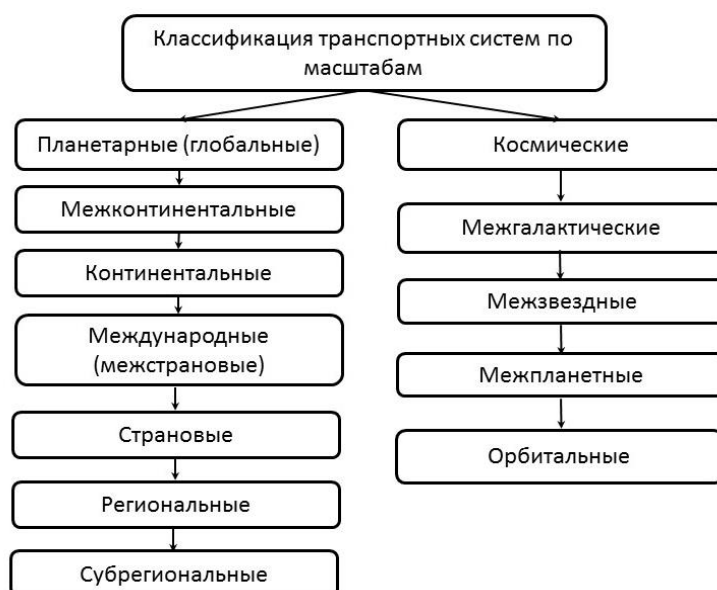 Классификация транспортных систем по
масштабам
Планетарные (глобальные)
Межконтинентальные
Континентальные
Международные
(межстрановые)
Страновые
Региональные
Субрегиональные
Космические
Межгалактические
Межзвездные
Межпланетные
Орбитальные